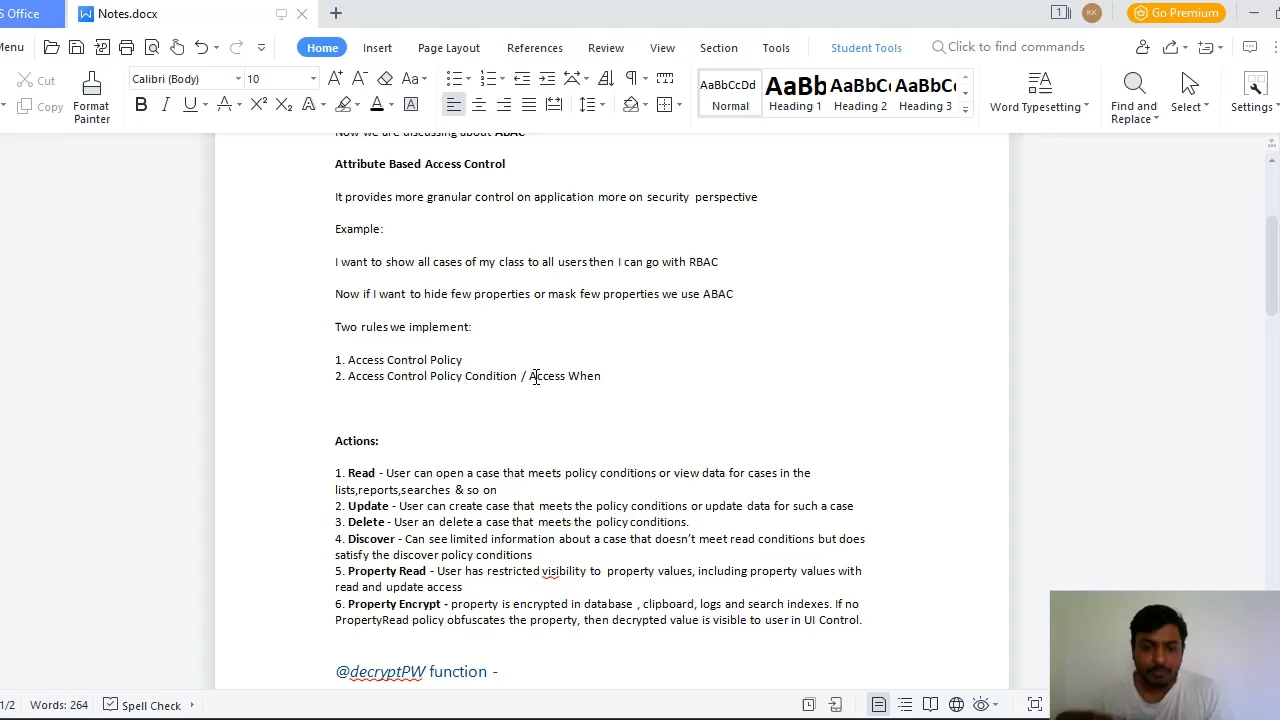 S Office
Notes.docx
1
KK
Go Premium
Menu
Home
Insert
Page Layout
References
Review
View
Section
Tools
Student Tools
Click to find commands
Cut
Copy
Format
Painter
Calibri (Body)
10
AaBbCcDd
Normal
AaBb
Heading 1
AaBbC
Heading 2
AaBbC
Heading 3
Word Typesetting
Find and
Replace
Select
Settings
Now we are discussing about ABAC
Attribute Based Access Control
It provides more granular control on application more on security perspective
Example:
I want to show all cases of my class to all users then I can go with RBAC
Now if I want to hide few properties or mask few properties we use ABAC
Two rules we implement:
1. Access Control Policy
2. Access Control Policy Condition / Access When
Actions:
1. Read - User can open a case that meets policy conditions or view data for cases in the
lists,reports,searches & so on
2. Update - User can create case that meets the policy conditions or update data for such a case
3. Delete - User an delete a case that meets the policy conditions.
4. Discover - Can see limited information about a case that doesn't meet read conditions but does
satisfy the discover policy conditions
5. Property Read - User has restricted visibility to property values, including property values with
read and update access
6. Property Encrypt - property is encrypted in database , clipboard, logs and search indexes. If no
PropertyRead policy obfuscates the property, then decrypted value is visible to user in UI Control.
@decryptPW function -
1/2
Words: 264
Spell Check